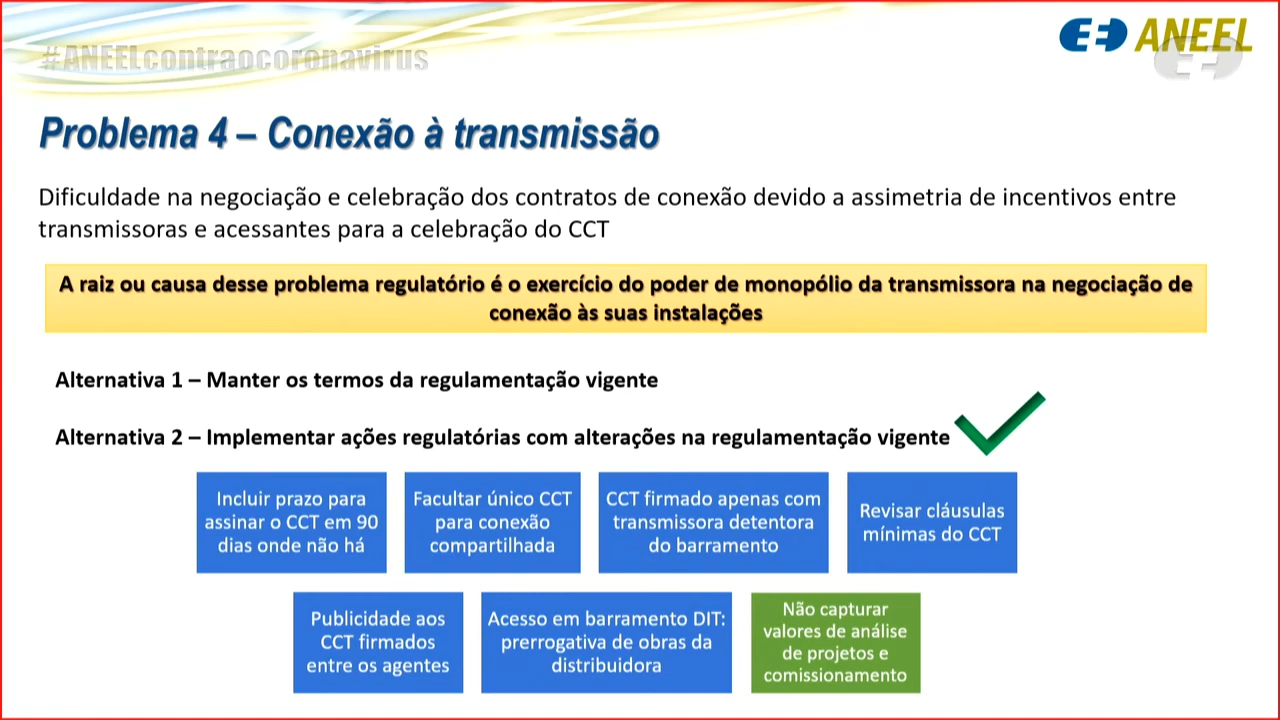 #ANEELcontraocoronavirus
ANEEL
Problema 4 – Conexão à transmissão
Dificuldade na negociação e celebração dos contratos de conexão devido a assimetria de incentivos entre
transmissoras e acessantes para a celebração do CCT
A raiz ou causa desse problema regulatório é o exercício do poder de monopólio da transmissora na negociação de
conexão às suas instalações
Alternativa 1 – Manter os termos da regulamentação vigente
Alternativa 2 – Implementar ações regulatórias com alterações na regulamentação vigente
Incluir prazo para
assinar o CCT em 90
dias onde não há
Facultar único CCT
para conexão
compartilhada
CCT firmado apenas com
transmissora detentora
do barramento
Revisar cláusulas
mínimas do CCT
Publicidade aos
CCT firmados
entre os agentes
Acesso em barramento DIT:
prerrogativa de obras da
distribuidora
Não capturar
valores de análise
de projetos e
comissionamento